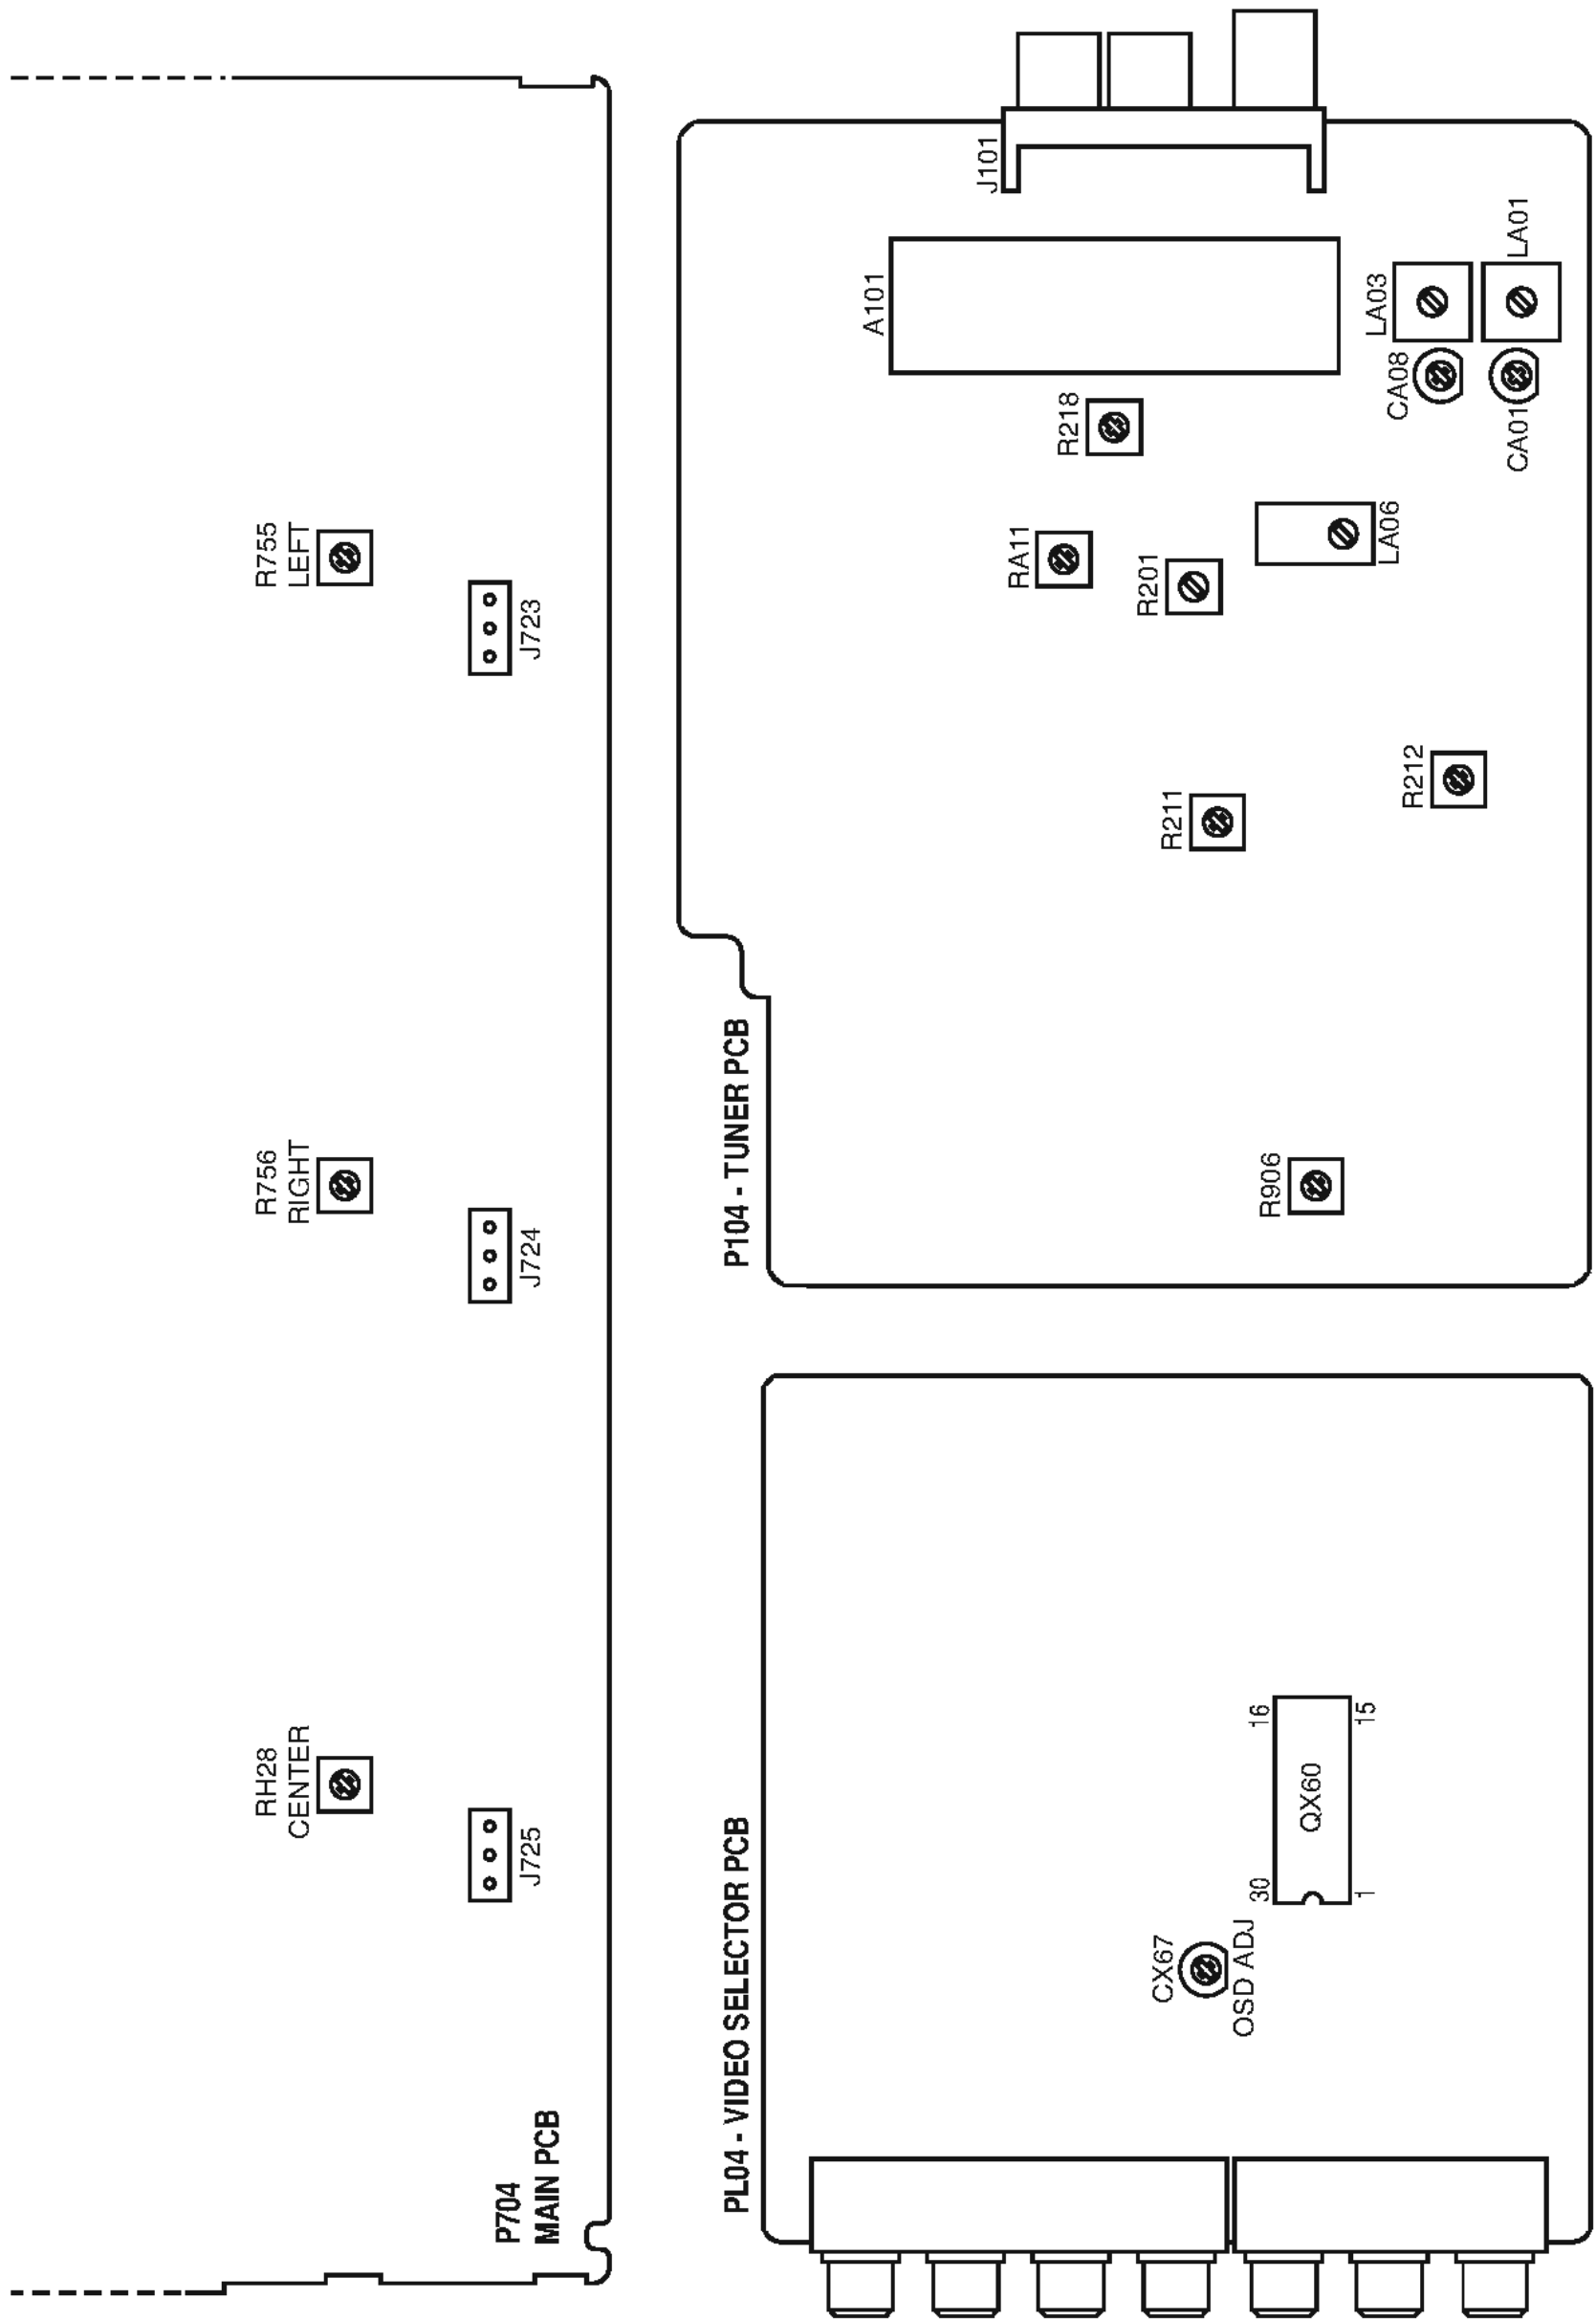 P704
MAIN PCB
RH28
CENTER
J725
R756
RIGHT
J724
R755
LEFT
J723
PL04 - VIDEO SELECTOR PCB
CX67
OSD ADJ
30
16
QX60
1
15
P104 - TUNER PCB
R906
R211
R212
RA11
R201
LA06
R218
A101
J101
CA08
CA01
LA03
LA01